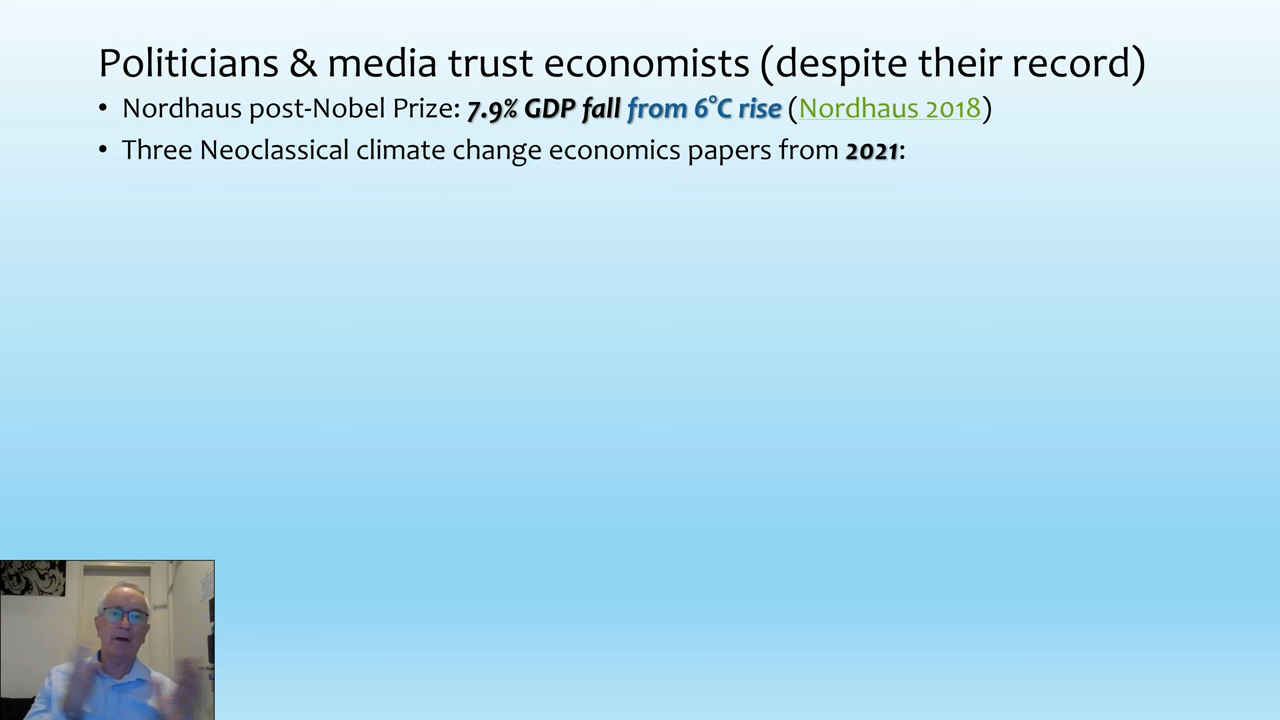 Politicians & media trust economists (despite their record)
• Nordhaus post-Nobel Prize: 7.9% GDP fall from 6°C rise (Nordhaus 2018)
• Three Neoclassical climate change economics papers from 2021: